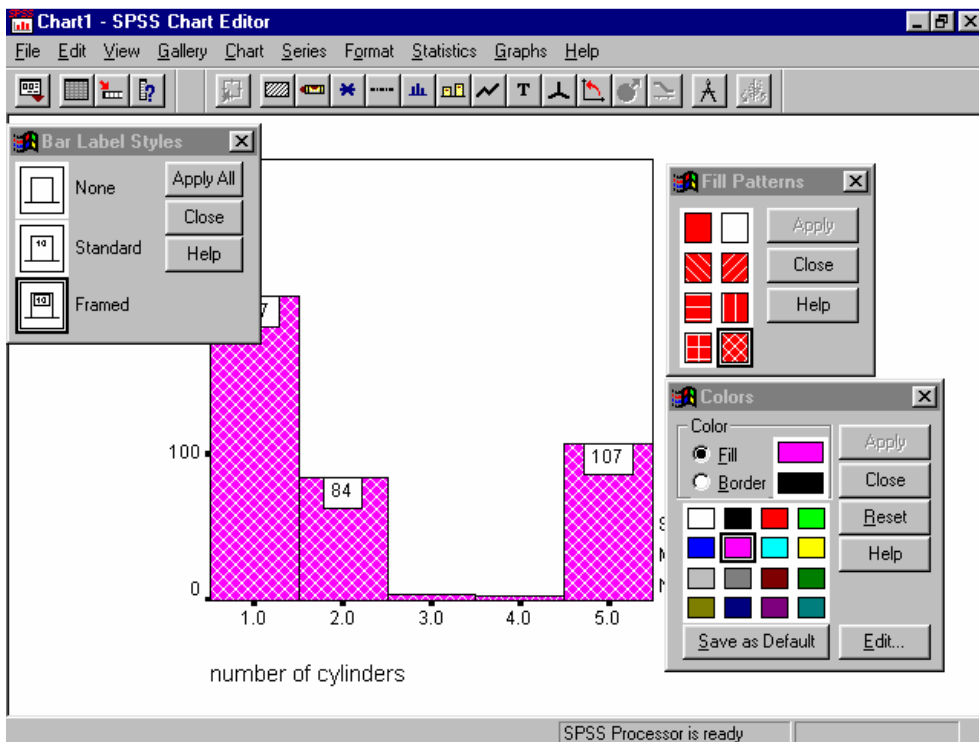 Chart1 - SPSS Chart Editor
File Edit View Gallery Chart Series Format Statistics Graphs Help
Bar Label Styles
None
Standard
Framed
Apply All
Close
Help
Fill Patterns
Apply
Close
Help
Colors
Color
Fill
Border
Apply
Close
Reset
Help
Save as Default
Edit...
100
0
84
107
1.0 2.0 3.0 4.0 5.0
number of cylinders
SPSS Processor is ready